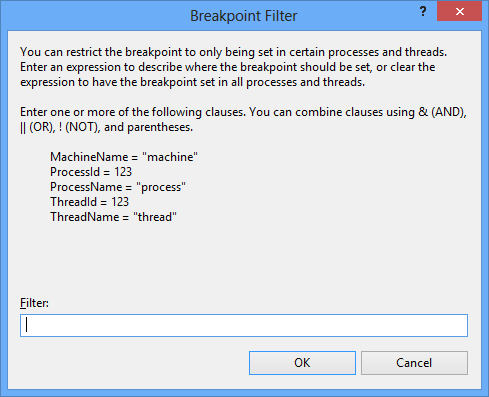 Breakpoint Filter
?
You can restrict the breakpoint to only being set in certain processes and threads.
Enter an expression to describe where the breakpoint should be set, or clear the
expression to have the breakpoint set in all processes and threads.
Enter one or more of the following clauses. You can combine clauses using & (AND),
|| (OR), ! (NOT), and parentheses.
MachineName = "machine"
ProcessId = 123
ProcessName = "process"
ThreadId = 123
ThreadName = "thread"
Filter:
OK
Cancel